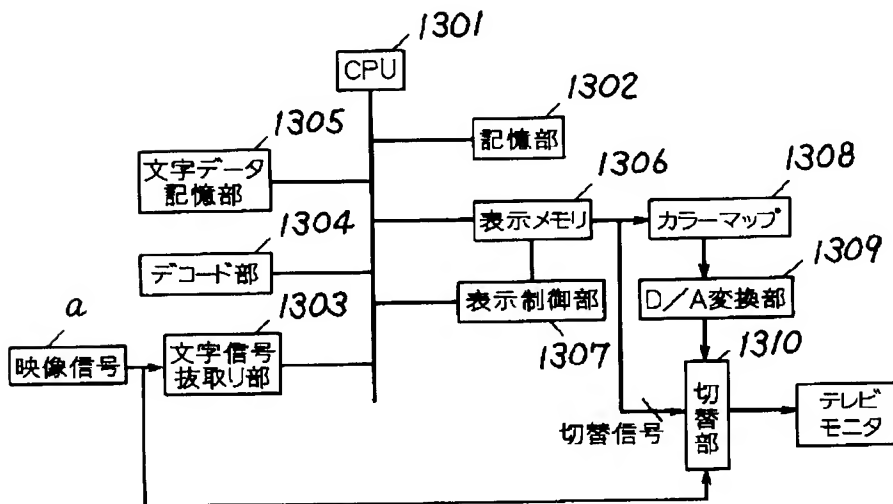 1301
CPU
1302
記憶部
1305
文字データ
記憶部
1306
表示メモリ
1308
カラーマップ
1304
デコード部
1309
D/A変換部
a
1303
表示制御部
1307
映像信号
文字信号
抜取り部
1310
切替部
切替信号
テレビ
モニタ